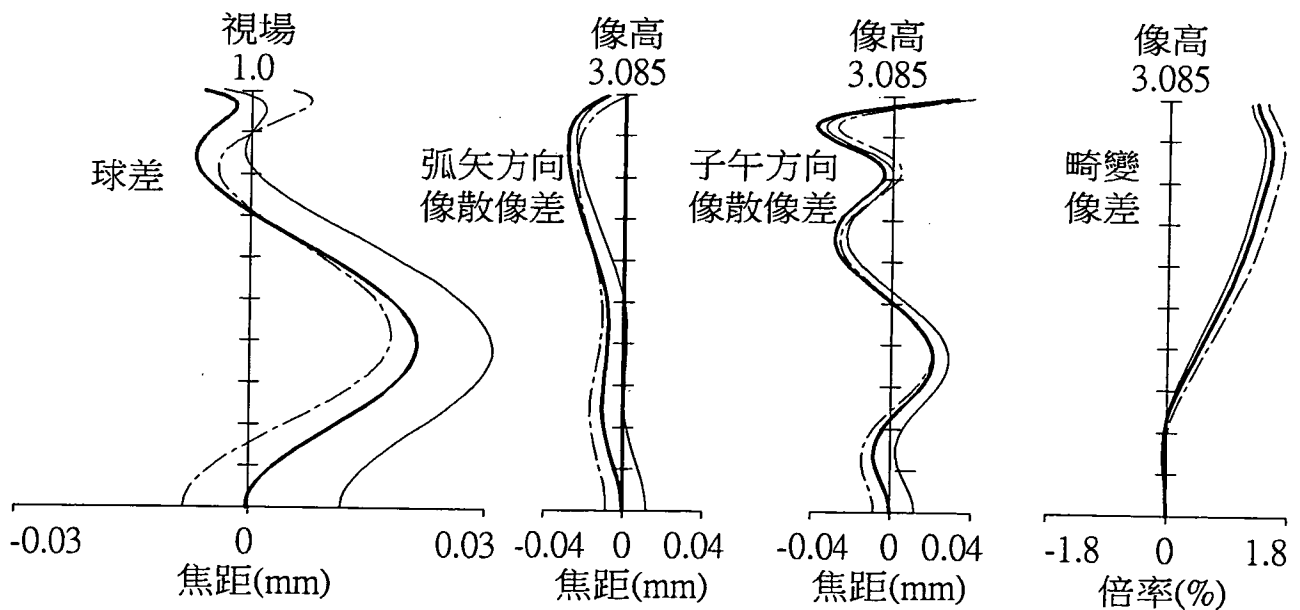 視場
1.0
球差
-0.03
0
0.03
焦距(mm)
像高
3.085
弧矢方向
像散像差
-0.04
0
0.04
焦距(mm)
像高
3.085
子午方向
像散像差
-0.04
0
0.04
焦距(mm)
像高
3.085
畸變
像差
-1.8
0
1.8
倍率(%)